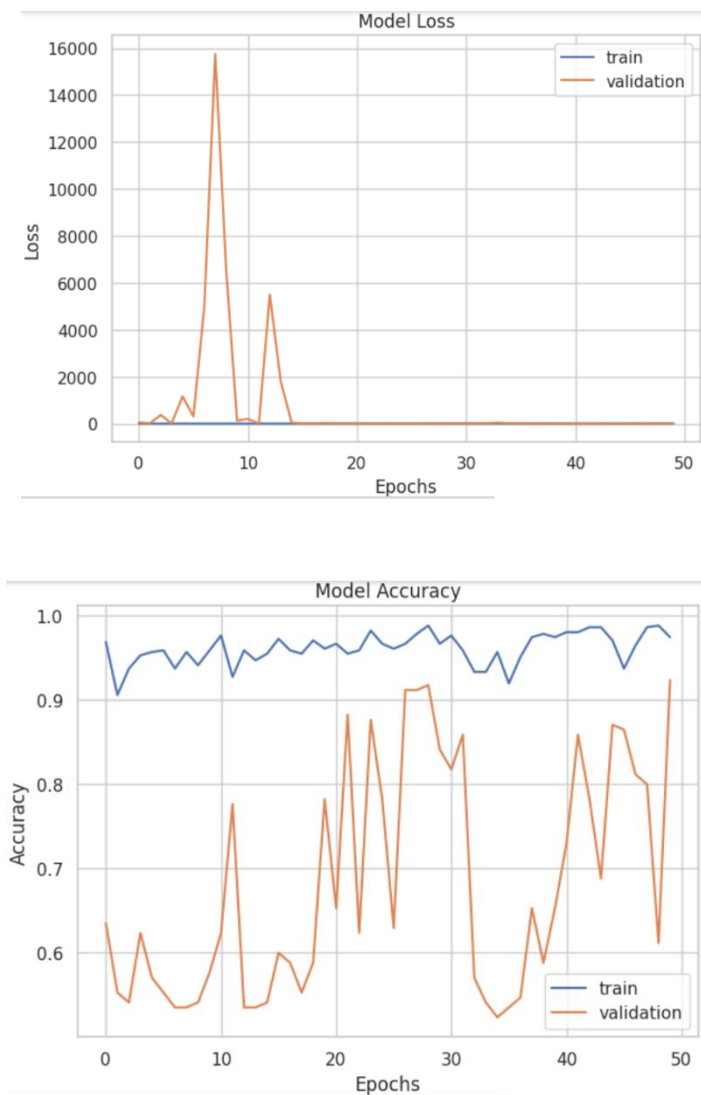 Model Loss
train
validation
16000
14000
12000
10000
8000
6000
4000
2000
0
Loss
0 10 20 30 40 50
Epochs
Model Accuracy
1.0
0.9
0.8
0.7
0.6
Accuracy
train
validation
0 10 20 30 40 50
Epochs